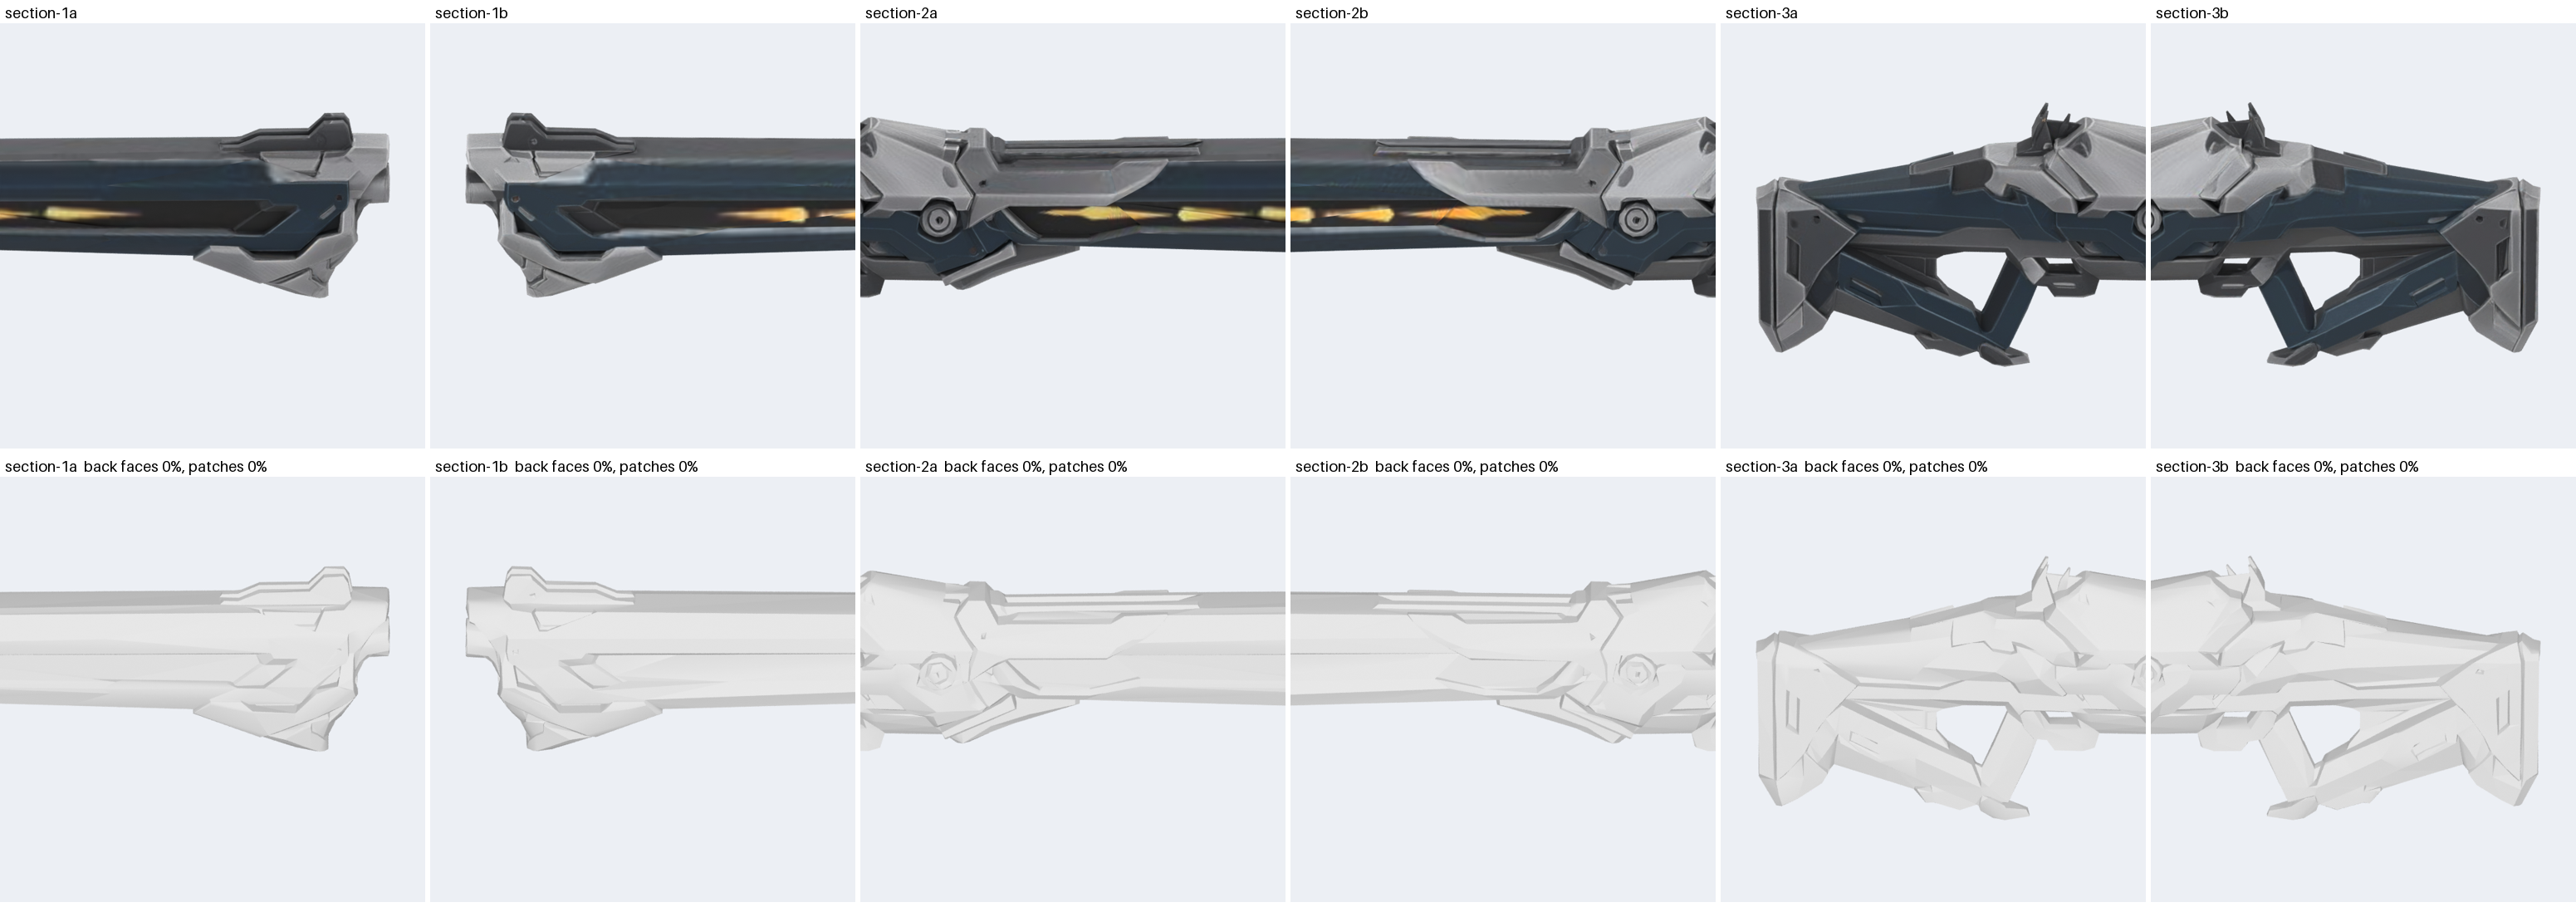 section-1a
section-1b
section-2a
section-2b
section-3a
section-3b
section-1a back faces 0%, patches 0%
section-1b back faces 0%, patches 0%
section-2a back faces 0%, patches 0%
section-2b back faces 0%, patches 0%
section-3a back faces 0%, patches 0%
section-3b back faces 0%, patches 0%